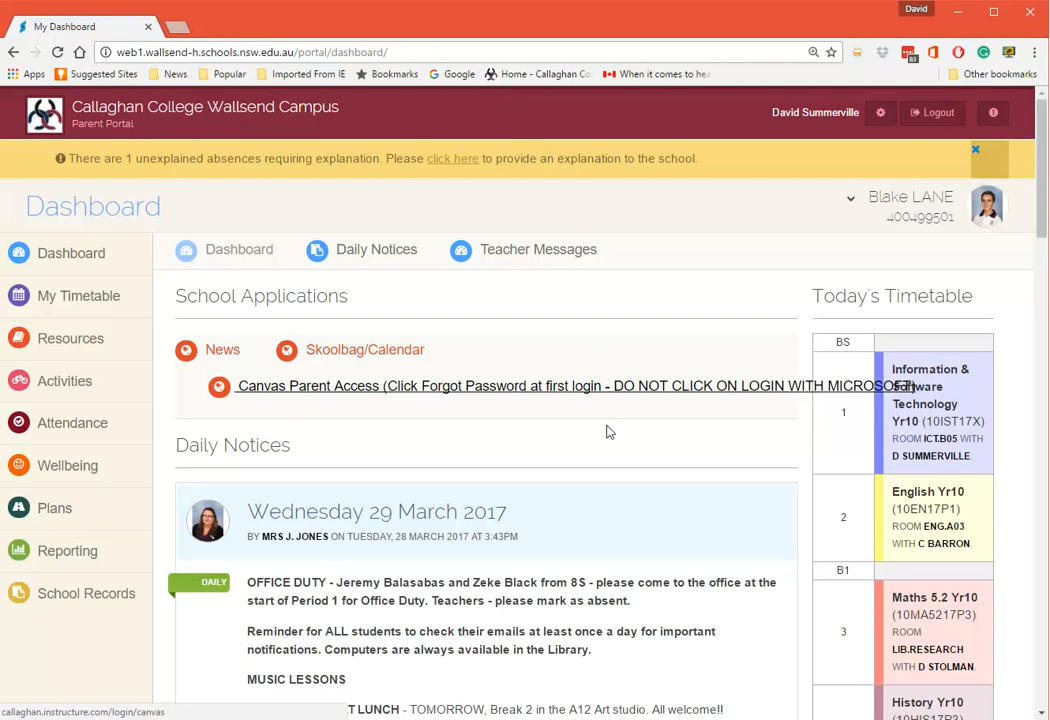 David
My Dashboard
web1.wallsend-h.schools.nsw.edu.au/portal/dashboard/
83
Apps Suggested Sites News Popular Imported From IE Bookmarks Google Home - Callaghan Co When it comes to hea Other bookmarks
Callaghan College Wallsend Campus
Parent Portal
David Summerville Logout
There are 1 unexplained absences requiring explanation. Please click here to provide an explanation to the school.
Dashboard
Blake LANE
400499501
Dashboard
My Timetable
Resources
Activities
Attendance
Wellbeing
Plans
Reporting
School Records
Dashboard Daily Notices Teacher Messages
School Applications
News Skoolbag/Calendar
Canvas Parent Access (Click Forgot Password at first login - DO NOT CLICK ON LOGIN WITH MICROSOFT)
Daily Notices
Wednesday 29 March 2017
BY MRS J. JONES ON TUESDAY, 28 MARCH 2017 AT 3:43PM
DAILY
OFFICE DUTY - Jeremy Balasabas and Zeke Black from 8S - please come to the office at the
start of Period 1 for Office Duty. Teachers - please mark as absent.
Reminder for ALL students to check their emails at least once a day for important
notifications. Computers are always available in the Library.
MUSIC LESSONS
T LUNCH - TOMORROW, Break 2 in the A12 Art studio. All welcome!!
Today's Timetable
BS
1
Information &
Software
Technology
Yr10 (10IST17X)
ROOM ICT.B05 WITH
D SUMMERVILLE.
2
English Yr10
(10EN17P1)
ROOM ENG.A03
WITH C BARRON.
B1
3
Maths 5.2 Yr10
(10MA5217P3)
ROOM
LIB.RESEARCH
WITH D STOLMAN.
History Yr10
(10HIS17P3)
callaghan.instructure.com/login/canvas